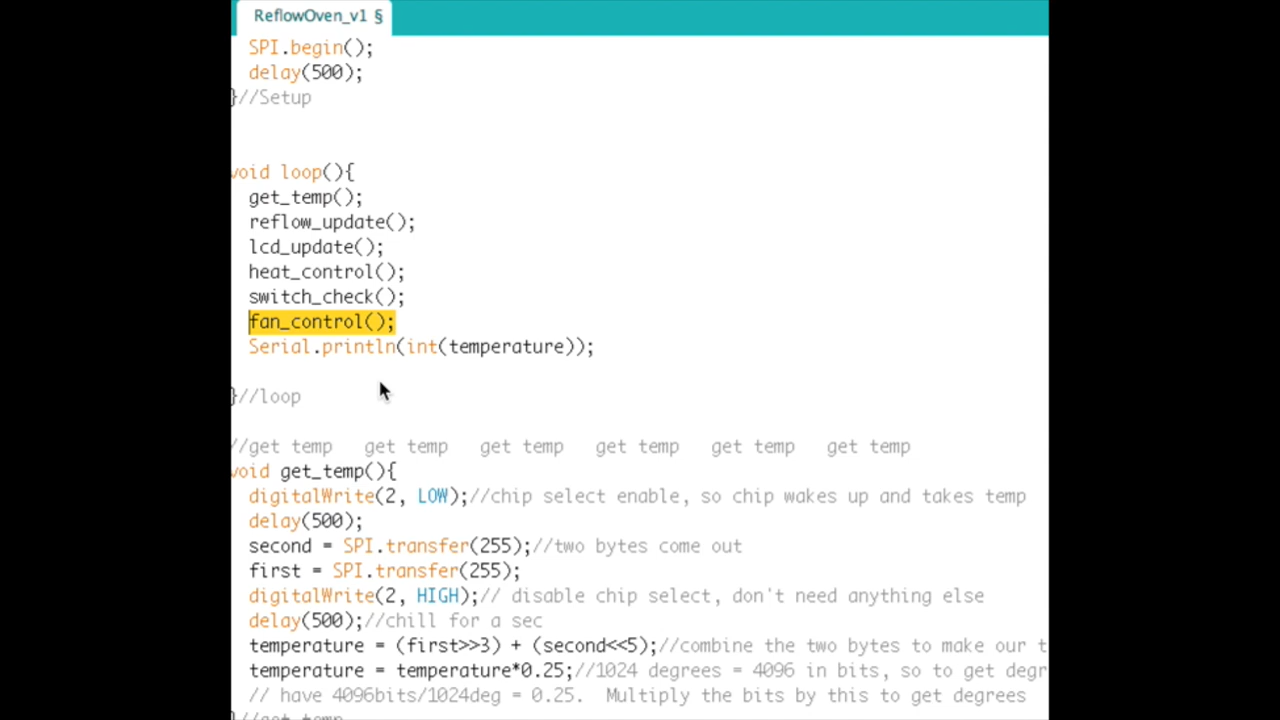 ReflowOven_v1 §
SPI.begin();
delay(500);
}//Setup
void loop(){
get_temp();
reflow_update();
lcd_update();
heat_control();
switch_check();
fan_control();
Serial.println(int(temperature));
}//loop
//get temp get temp get temp get temp get temp get temp
void get_temp(){
digitalWrite(2, LOW);//chip select enable, so chip wakes up and takes temp
delay(500);
second = SPI.transfer(255);//two bytes come out
first = SPI.transfer(255);
digitalWrite(2, HIGH);// disable chip select, don't need anything else
delay(500);//chill for a sec
temperature = (first>>3) + (second<<5);//combine the two bytes to make our t
temperature = temperature*0.25;//1024 degrees = 4096 in bits, so to get degr
// have 4096bits/1024deg = 0.25. Multiply the bits by this to get degrees
}//get temp